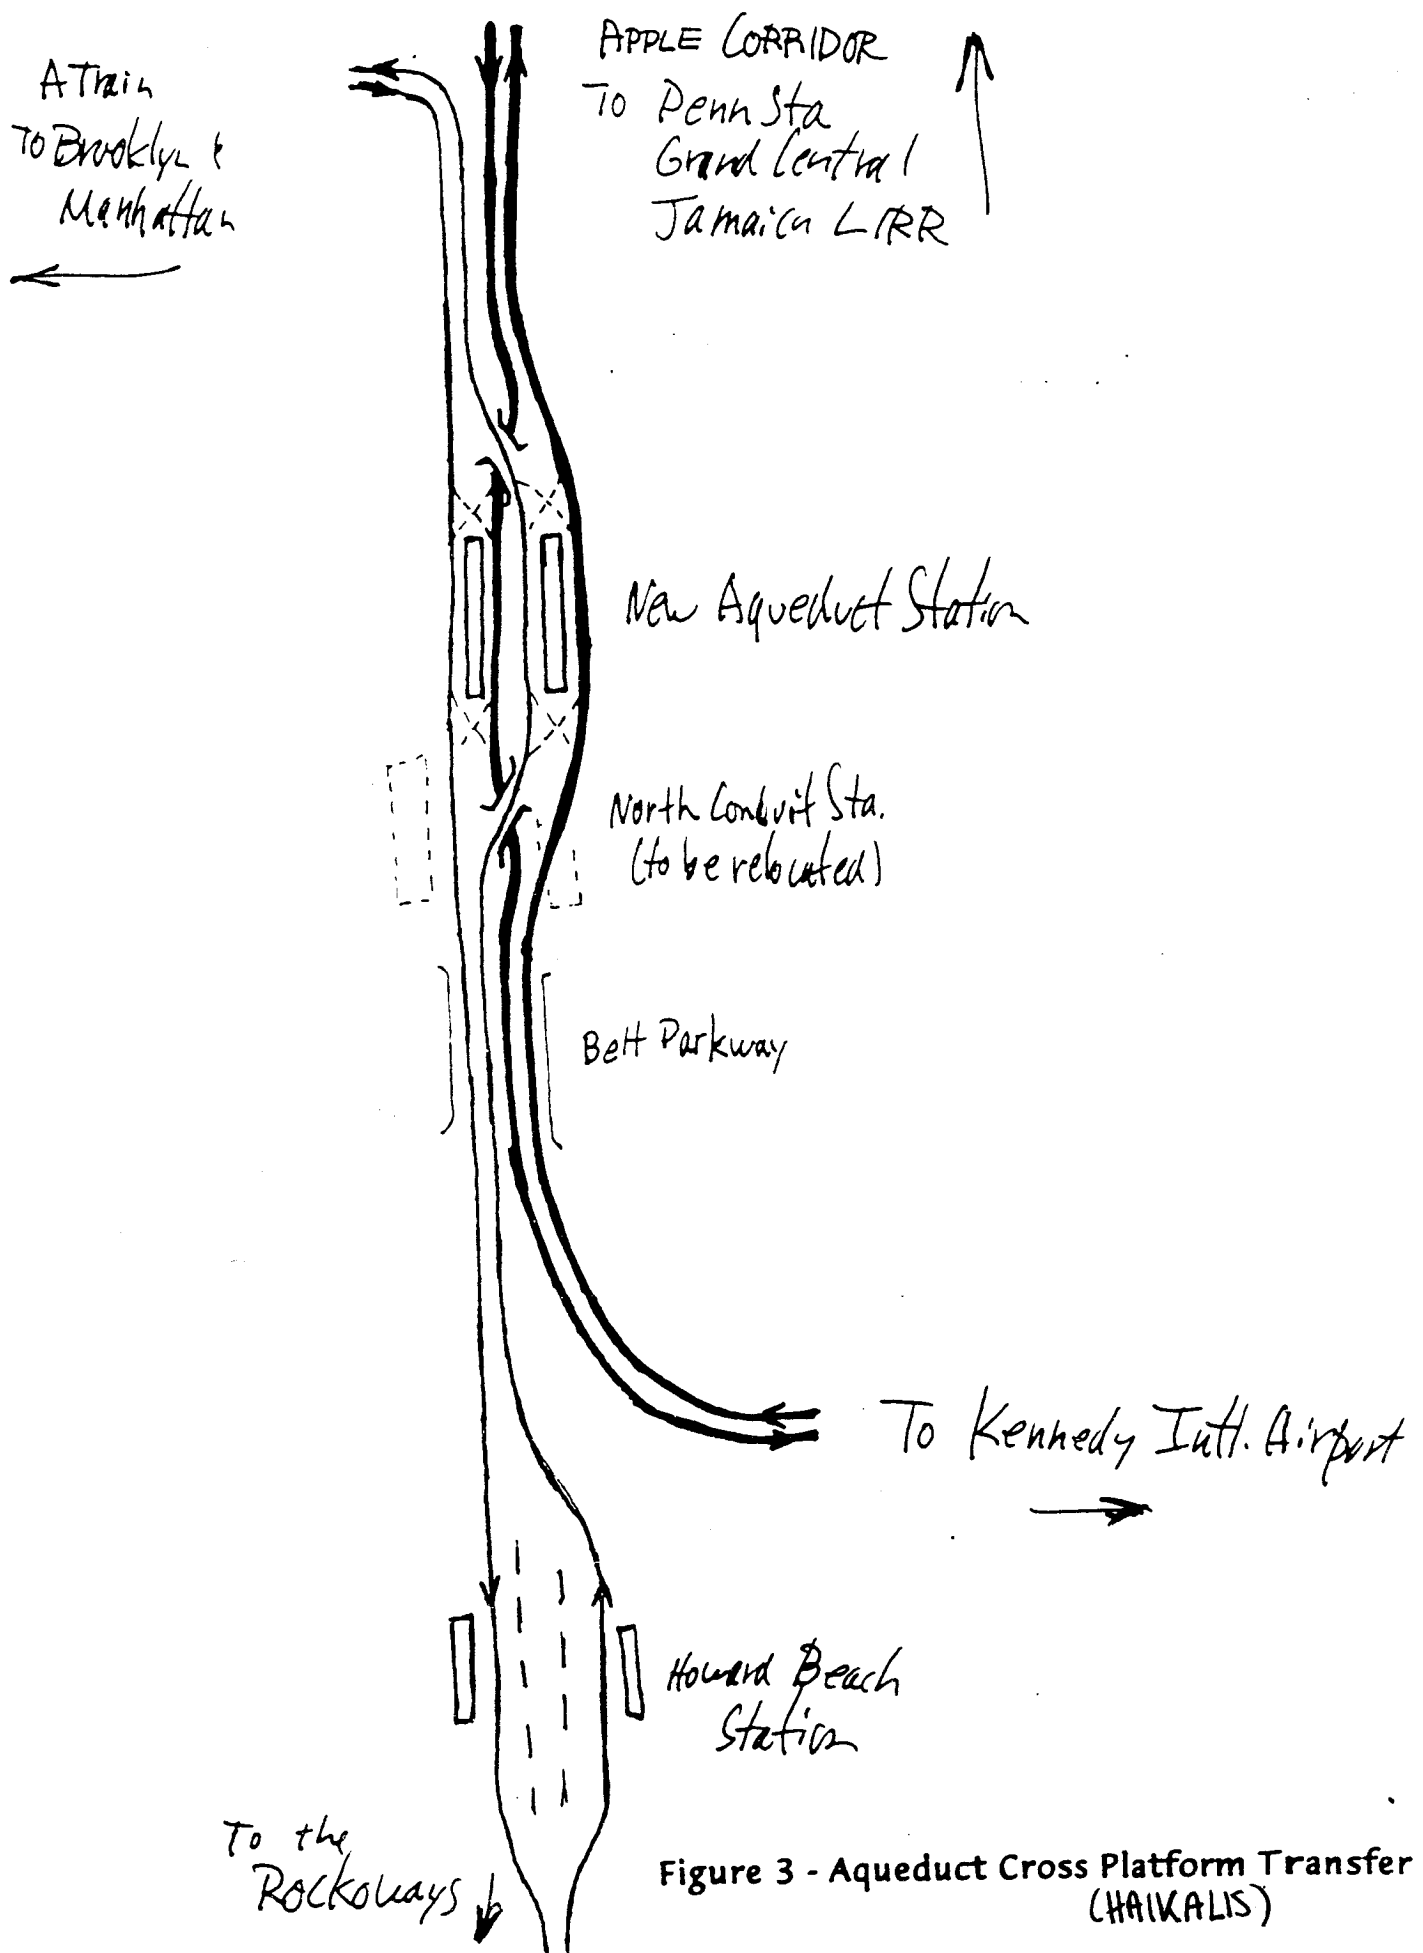 A Train
To Brooklyn &
Manhattan
APPLE CORRIDOR
To Penn Sta
Grand Central
Jamaica LIRR
New Aqueduct Station
North Conduit Sta.
(to be relocated)
Belt Parkway
To Kennedy Intl. Airport
Howard Beach
Station
To the
Rockaways
Figure 3 - Aqueduct Cross Platform Transfer
(HAIKALIS)